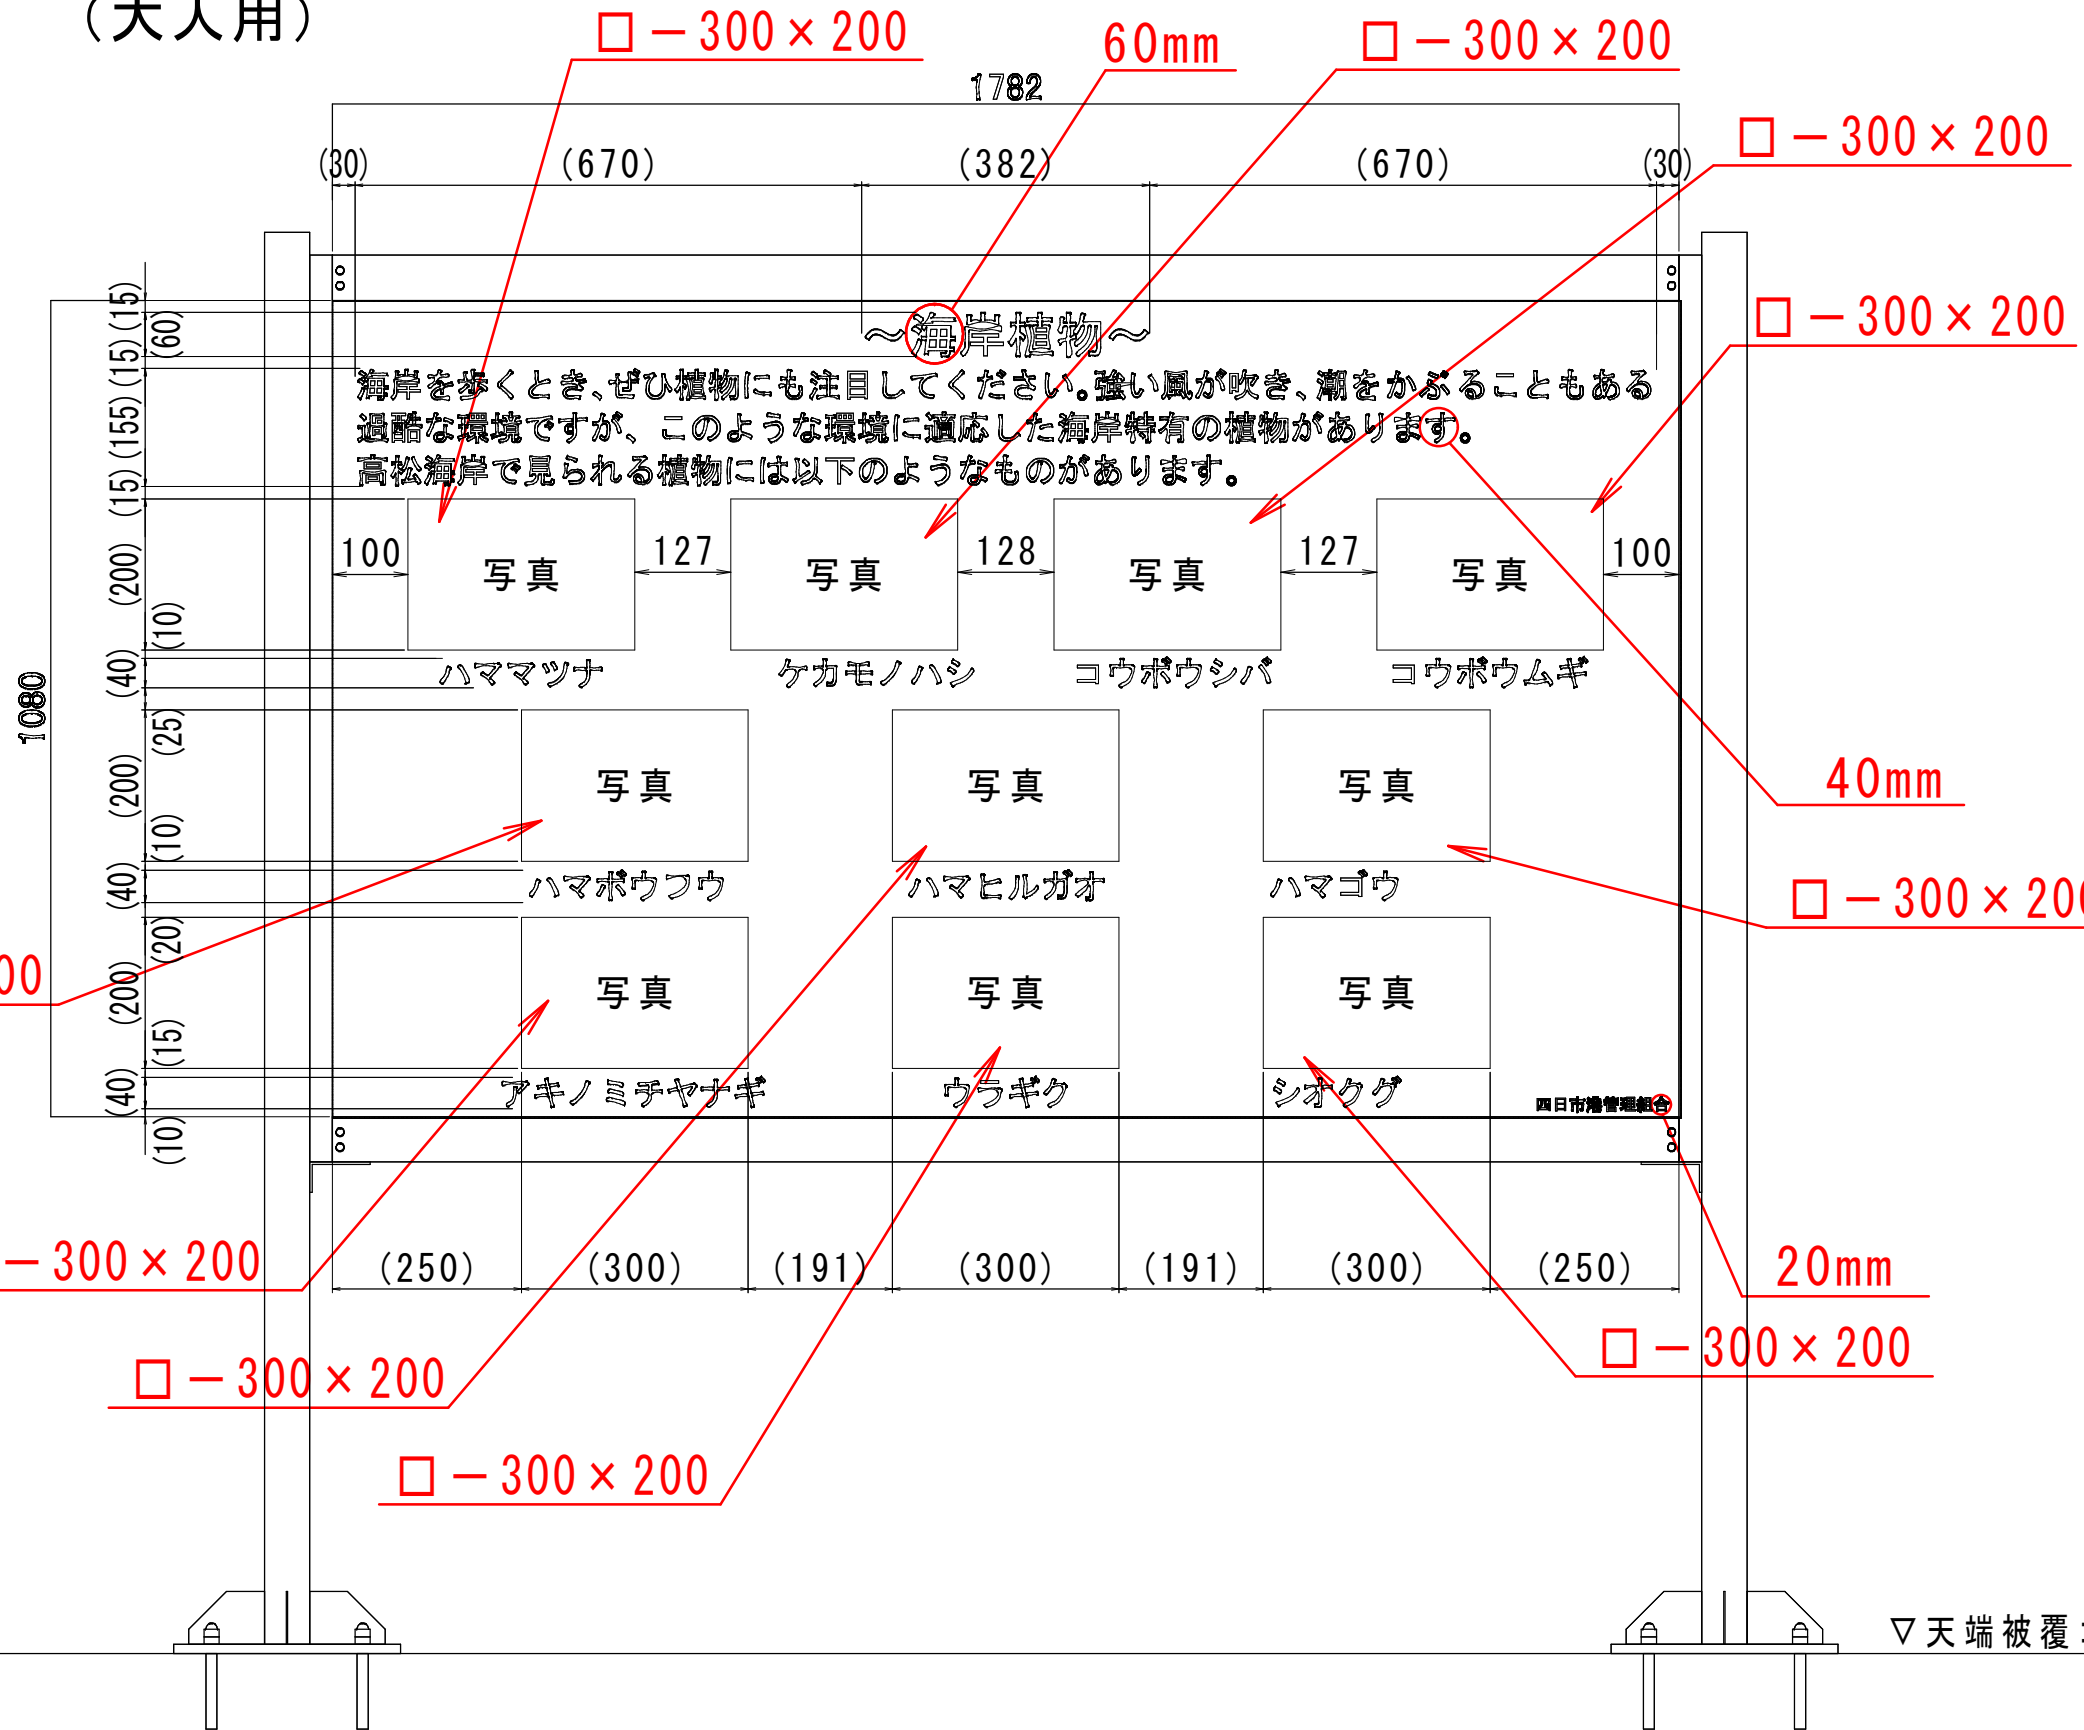 (大人用)
□－300×200
60mm
□－300×200
1782
□－300×200
(30)
(670)
(382)
(670)
(30)
□－300×200
(15)
(60)
(15)
(155)
(15)
(200)
(10)
(40)
(25)
(200)
(10)
(40)
(20)
(200)
(15)
(40)
(10)
1080
～海岸植物～
海岸を歩くとき、ぜひ植物にも注目してください。強い風が吹き、潮をかぶることもある
過酷な環境ですが、このような環境に適応した海岸特有の植物があります。
高松海岸で見られる植物には以下のようなものがあります。
100 写真 127 写真 128 写真 127 写真 100
ハママツナ ケカモノハシ コウボウシバ コウボウムギ
写真 写真 写真
40mm
ハマボウフウ ハマヒルガオ ハマゴウ
□－300×200
00
写真 写真 写真
アキノミチヤナギ ウラギク シオクグ
四日市港管理組合
－300×200
(250) (300) (191) (300) (191) (300) (250)
20mm
□－300×200
□－300×200
□－300×200
▽天端被覆